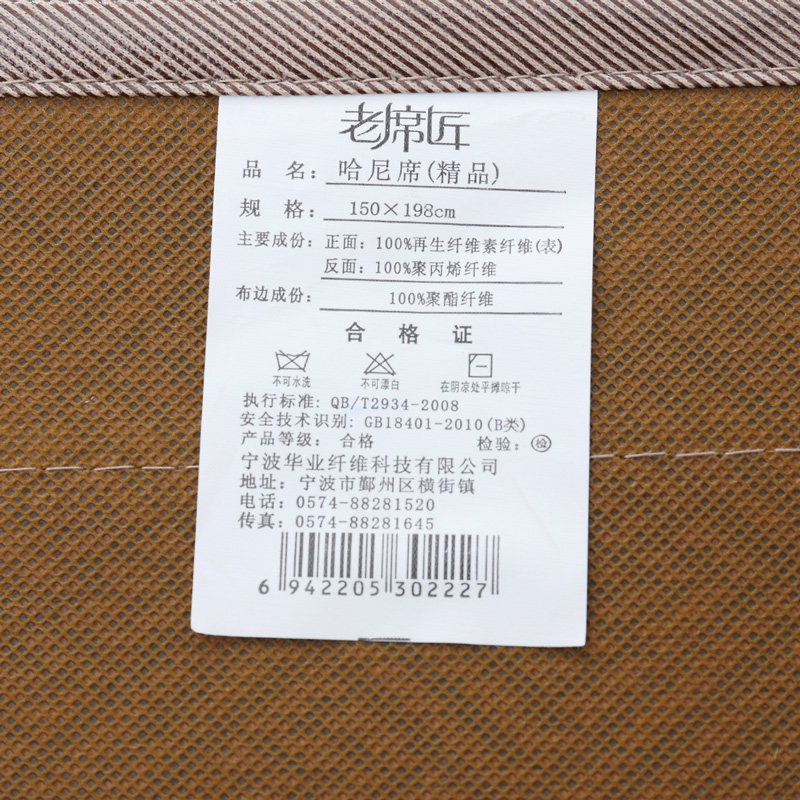 老席匠
品 名: 哈尼席(精品)
规 格: 150×198cm
主要成份: 正面: 100%再生纤维素纤维(表)
反面: 100%聚丙烯纤维
布边成份: 100%聚酯纤维
合 格 证
不可水洗 不可漂白 在阴凉处平摊晾干
执行标准: QB/T2934-2008
安全技术识别: GB18401-2010(B类)
产品等级: 合格 检验: 检
宁波华业纤维科技有限公司
地址: 宁波市鄞州区横街镇
电话: 0574-88281520
传真: 0574-88281645
6 942205 302227